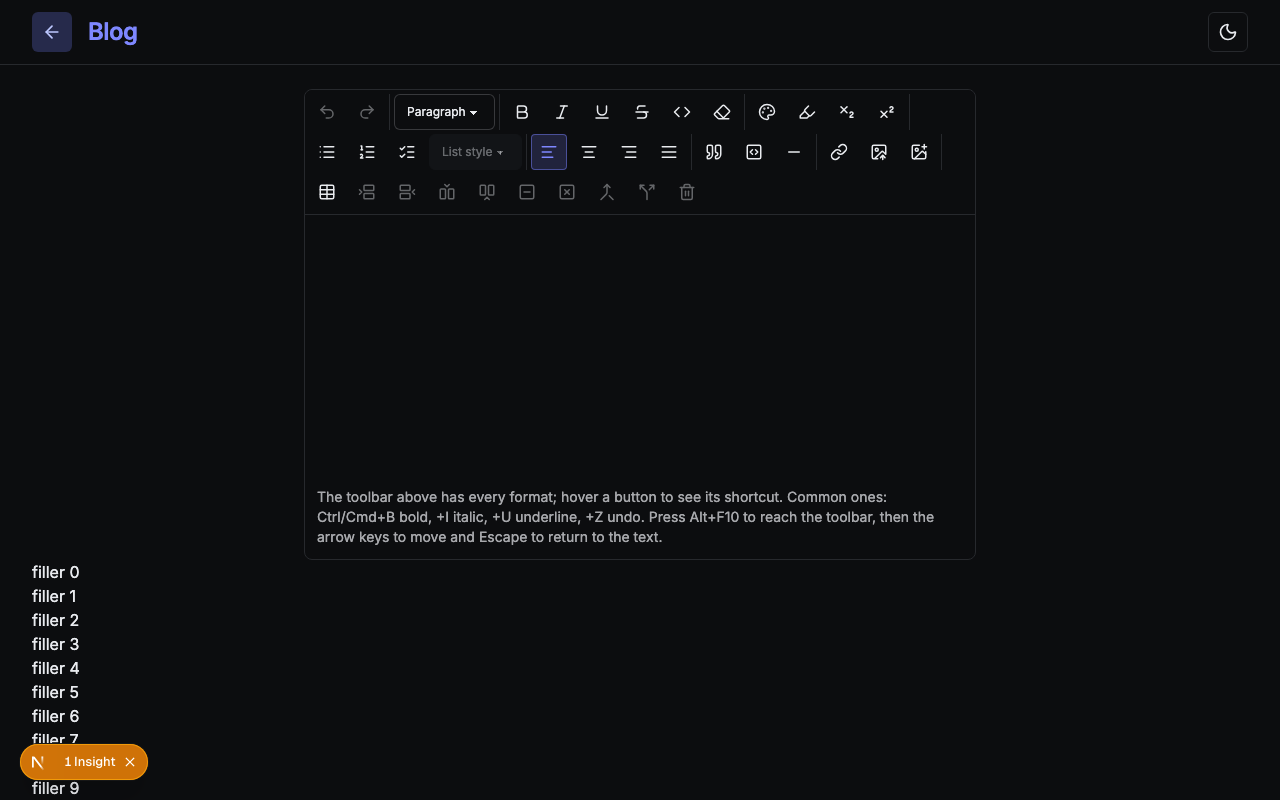 Blog
Paragraph
List style
The toolbar above has every format; hover a button to see its shortcut. Common ones:
Ctrl/Cmd+B bold, +I italic, +U underline, +Z undo. Press Alt+F10 to reach the toolbar, then the
arrow keys to move and Escape to return to the text.
filler 0
filler 1
filler 2
filler 3
filler 4
filler 5
filler 6
filler 7
1 Insight
filler 9